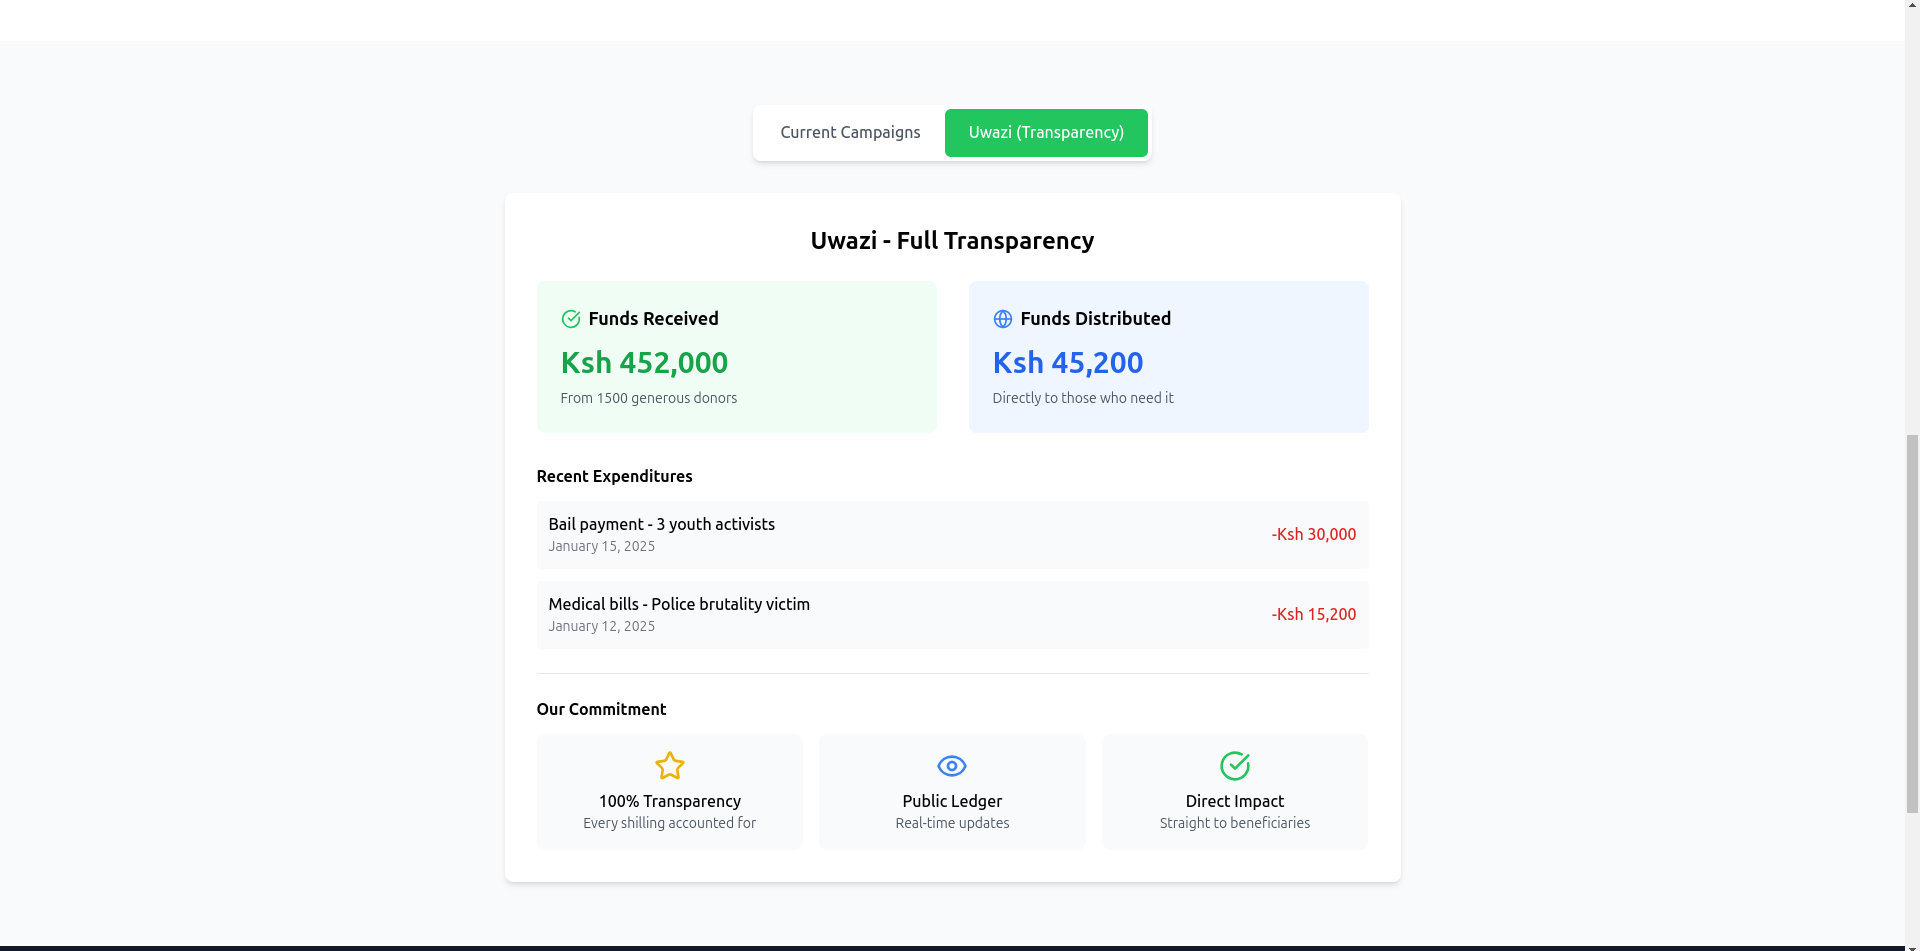 Current Campaigns
Uwazi (Transparency)
Uwazi - Full Transparency
Funds Received
Ksh 452,000
From 1500 generous donors
Funds Distributed
Ksh 45,200
Directly to those who need it
Recent Expenditures
Bail payment - 3 youth activists
January 15, 2025
-Ksh 30,000
Medical bills - Police brutality victim
January 12, 2025
-Ksh 15,200
Our Commitment
100% Transparency
Every shilling accounted for
Public Ledger
Real-time updates
Direct Impact
Straight to beneficiaries